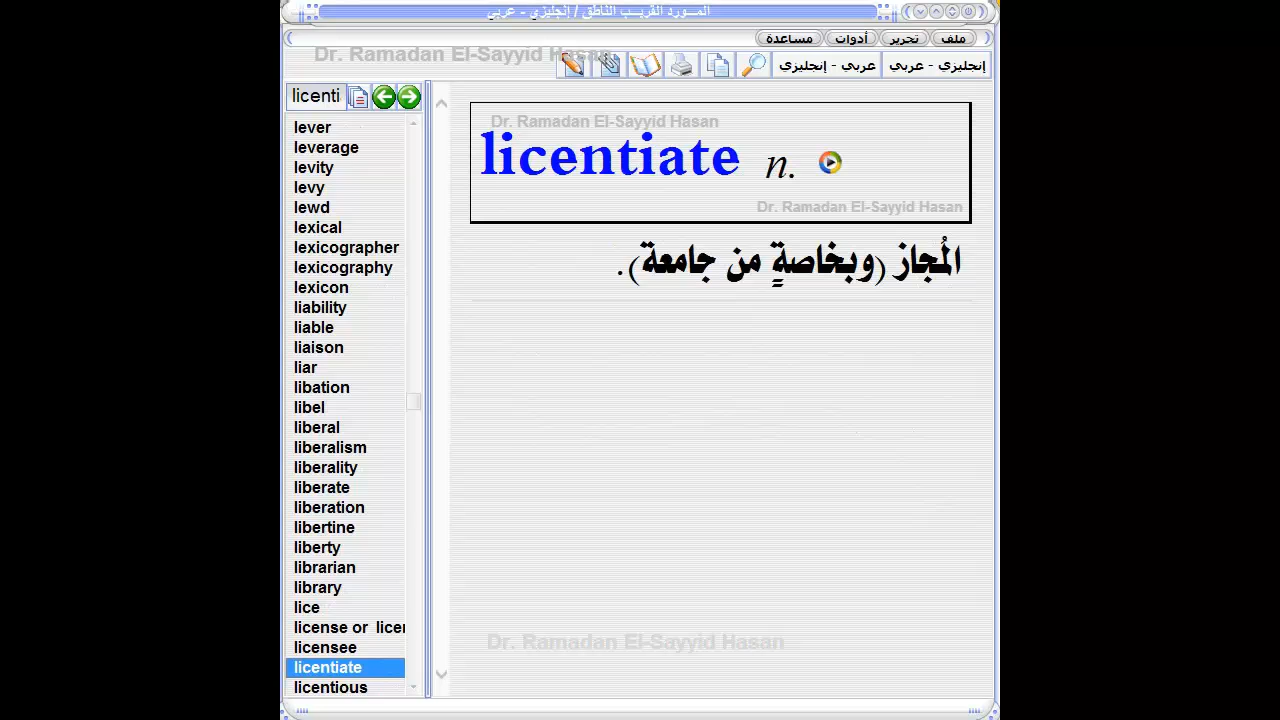 المــورد القريــب الناطق / إنجليزي - عربي
ملف
تحرير
أدوات
مساعدة
Dr. Ramadan El-Sayyid Hasan
إنجليزي - عربي
عربي - إنجليزي
licenti
lever
leverage
levity
levy
lewd
lexical
lexicographer
lexicography
lexicon
liability
liable
liaison
liar
libation
libel
liberal
liberalism
liberality
liberate
liberation
libertine
liberty
librarian
library
lice
license or licen
licensee
licentiate
licentious
Dr. Ramadan El-Sayyid Hasan
licentiate n.
Dr. Ramadan El-Sayyid Hasan
المُجاز (وبخاصةٍ من جامعة).
Dr. Ramadan El-Sayyid Hasan